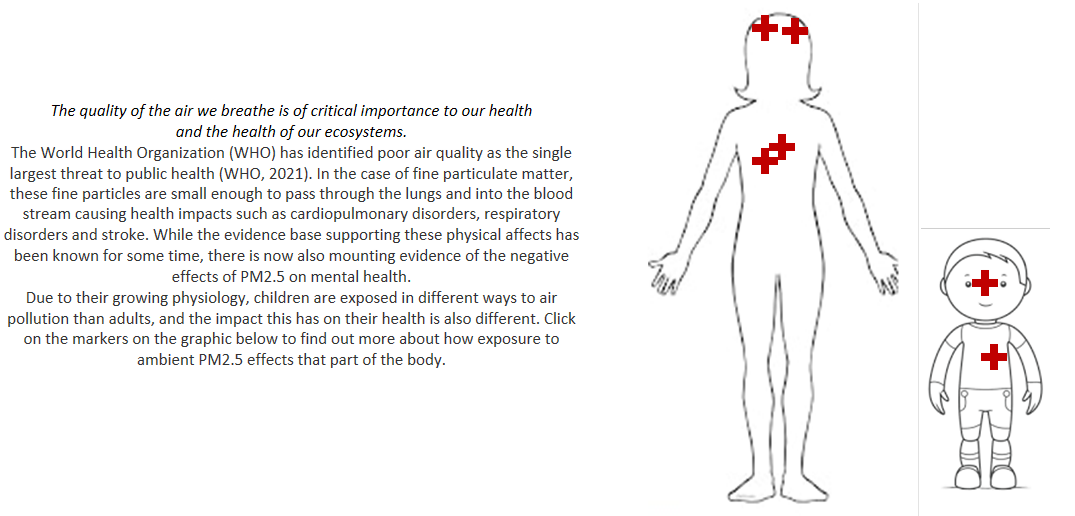 The quality of the air we breathe is of critical importance to our health
and the health of our ecosystems.
The World Health Organization (WHO) has identified poor air quality as the single
largest threat to public health (WHO, 2021). In the case of fine particulate matter,
these fine particles are small enough to pass through the lungs and into the blood
stream causing health impacts such as cardiopulmonary disorders, respiratory
disorders and stroke. While the evidence base supporting these physical affects has
been known for some time, there is now also mounting evidence of the negative
effects of PM2.5 on mental health.
Due to their growing physiology, children are exposed in different ways to air
pollution than adults, and the impact this has on their health is also different. Click
on the markers on the graphic below to find out more about how exposure to
ambient PM2.5 effects that part of the body.